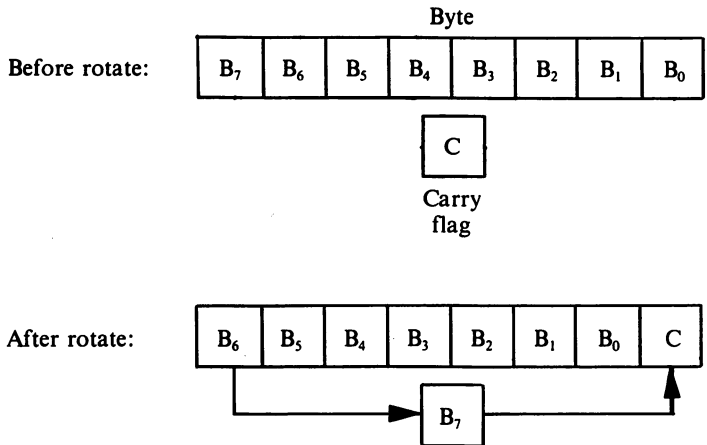 Byte
Before rotate: B₇ B₆ B₅ B₄ B₃ B₂ B₁ B₀
C
Carry
flag
After rotate: B₆ B₅ B₄ B₃ B₂ B₁ B₀ C
B₇